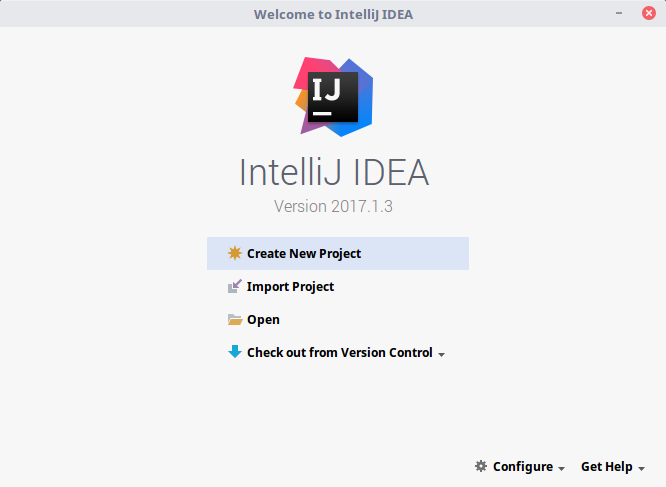 Welcome to IntelliJ IDEA
IJ
IntelliJ IDEA
Version 2017.1.3
Create New Project
Import Project
Open
Check out from Version Control
Configure
Get Help